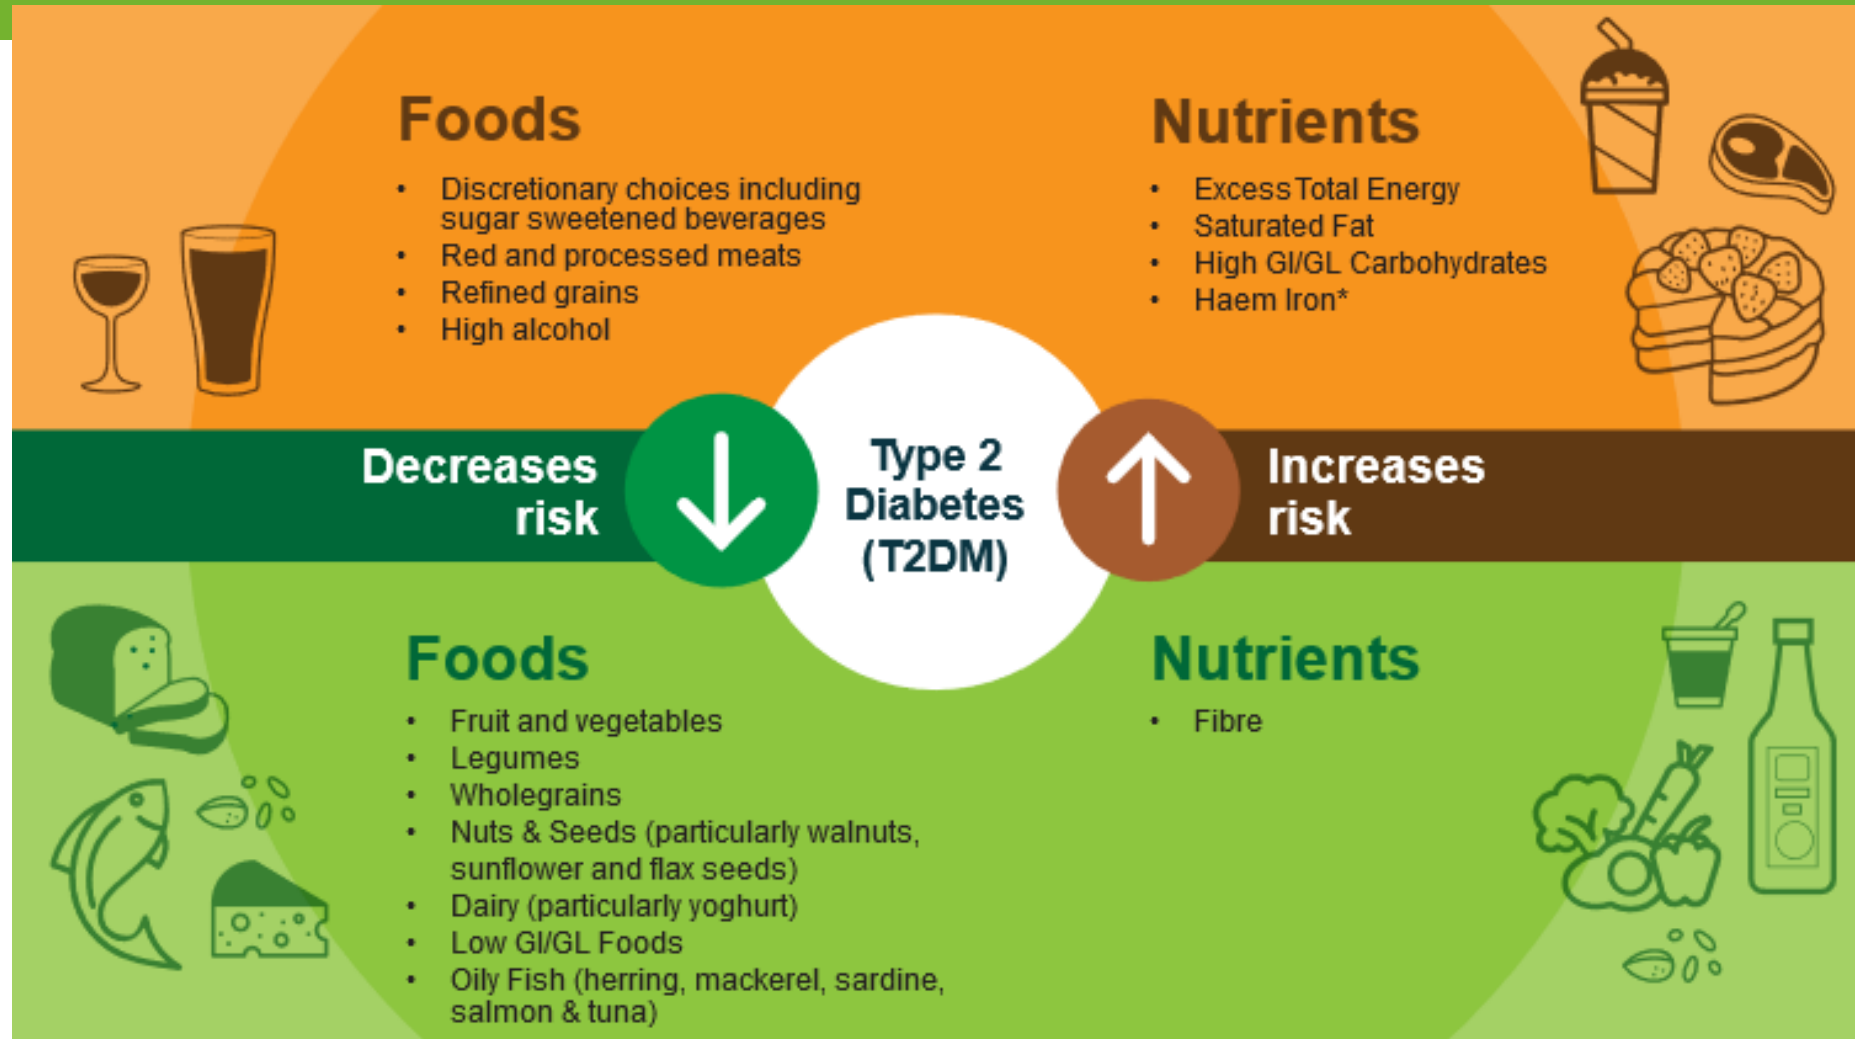 Foods
• Discretionary choices including
sugar sweetened beverages
• Red and processed meats
• Refined grains
• High alcohol
Nutrients
• Excess Total Energy
• Saturated Fat
• High GI/GL Carbohydrates
• Haem Iron*
Decreases
risk
Type 2
Diabetes
(T2DM)
Increases
risk
Foods
• Fruit and vegetables
• Legumes
• Wholegrains
• Nuts & Seeds (particularly walnuts,
sunflower and flax seeds)
• Dairy (particularly yoghurt)
• Low GI/GL Foods
• Oily Fish (herring, mackerel, sardine,
salmon & tuna)
Nutrients
• Fibre